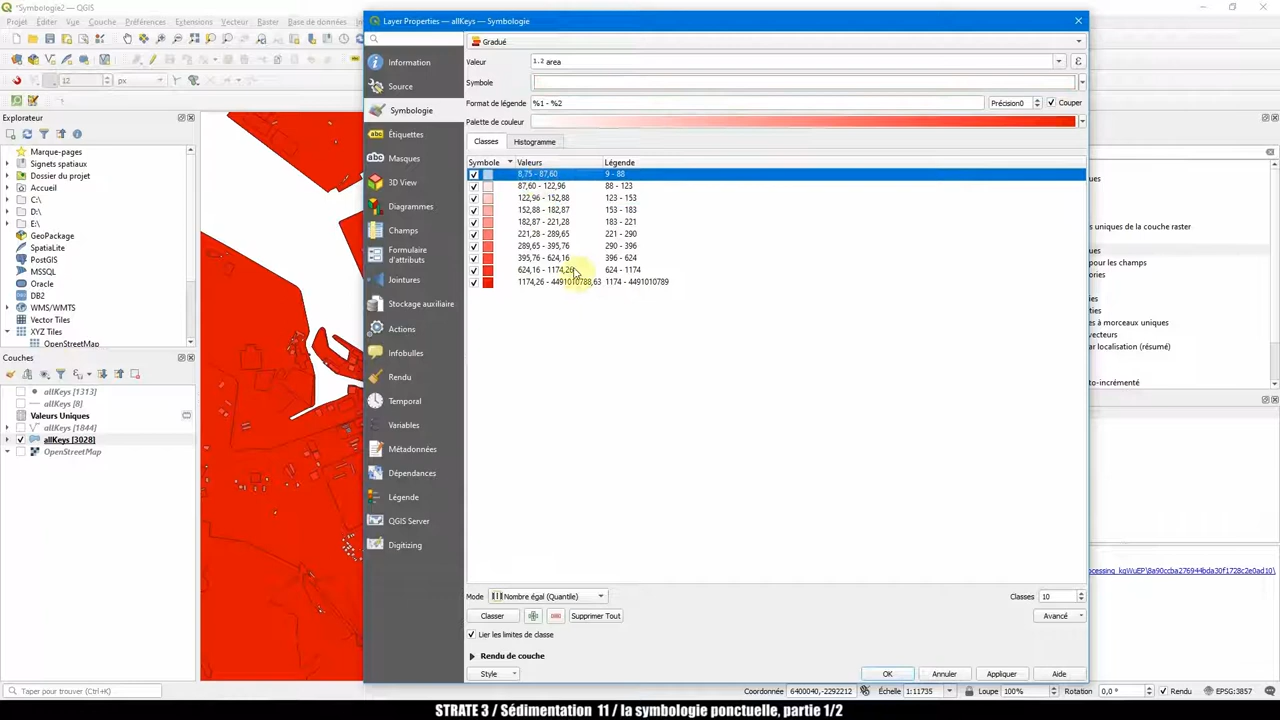 *Symbologie2 — QGIS
Projet Éditer Vue Couche Préférences Extensions Vecteur Raster Base de données
12 px
Explorateur
Marque-pages
Signets spatiaux
Dossier du projet
Accueil
C:\
D:\
E:\
GeoPackage
SpatiaLite
PostGIS
MSSQL
Oracle
DB2
WMS/WMTS
Vector Tiles
XYZ Tiles
OpenStreetMap
Couches
allKeys [1313]
allKeys [8]
Valeurs Uniques
allKeys [1844]
allKeys [3028]
OpenStreetMap
Layer Properties — allKeys — Symbologie
Information
Source
Symbologie
Étiquettes
Masques
3D View
Diagrammes
Champs
Formulaire d'attributs
Jointures
Stockage auxiliaire
Actions
Infobulles
Rendu
Temporal
Variables
Métadonnées
Dépendances
Légende
QGIS Server
Digitizing
Gradué
Valeur 1.2 area
Symbole
Format de légende %1 - %2 Précision0 Couper
Palette de couleur
Classes Histogramme
Symbole Valeurs Légende
8,75 - 87,60 9 - 88
87,60 - 122,96 88 - 123
122,96 - 152,88 123 - 153
152,88 - 182,87 153 - 183
182,87 - 221,28 183 - 221
221,28 - 289,65 221 - 290
289,65 - 395,76 290 - 396
395,76 - 624,16 396 - 624
624,16 - 1174,26 624 - 1174
1174,26 - 4491010788,63 1174 - 4491010789
Mode Nombre égal (Quantile) Classes 10
Classer Supprimer Tout Avancé
Lier les limites de classe
Rendu de couche
Style OK Annuler Appliquer Aide
ues
uniques de la couche raster
ques
pour les champs
tories
ples
es à morceaux uniques
vecteurs
par localisation (résumé)
to-incrémenté
rocessing_kqWuEP\8a90ccba276944bda30f1728c2e0ad10\
Taper pour trouver (Ctrl+K) Coordonnée 6400040,-2292212 Échelle 1:11735 Loupe 100% Rotation 0,0 ° Rendu EPSG:3857
STRATE 3 / Sédimentation 11 / la symbologie ponctuelle, partie 1/2